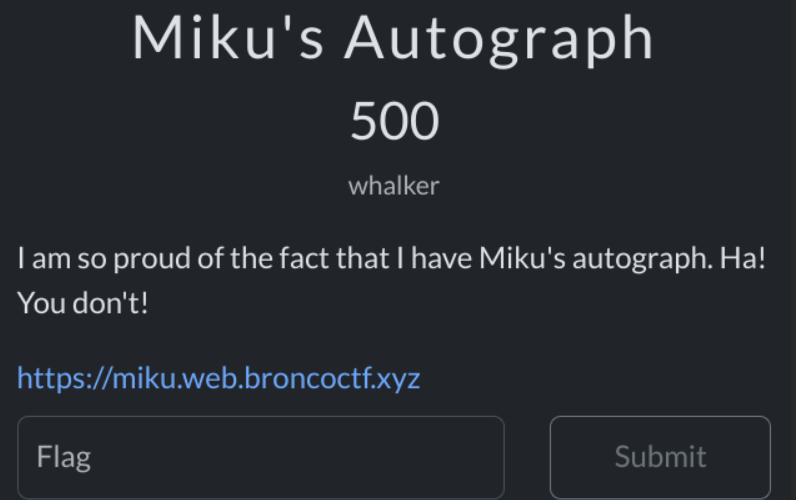 Miku's Autograph
500
whalker
I am so proud of the fact that I have Miku's autograph. Ha!
You don't!
https://miku.web.broncoctf.xyz
Flag
Submit